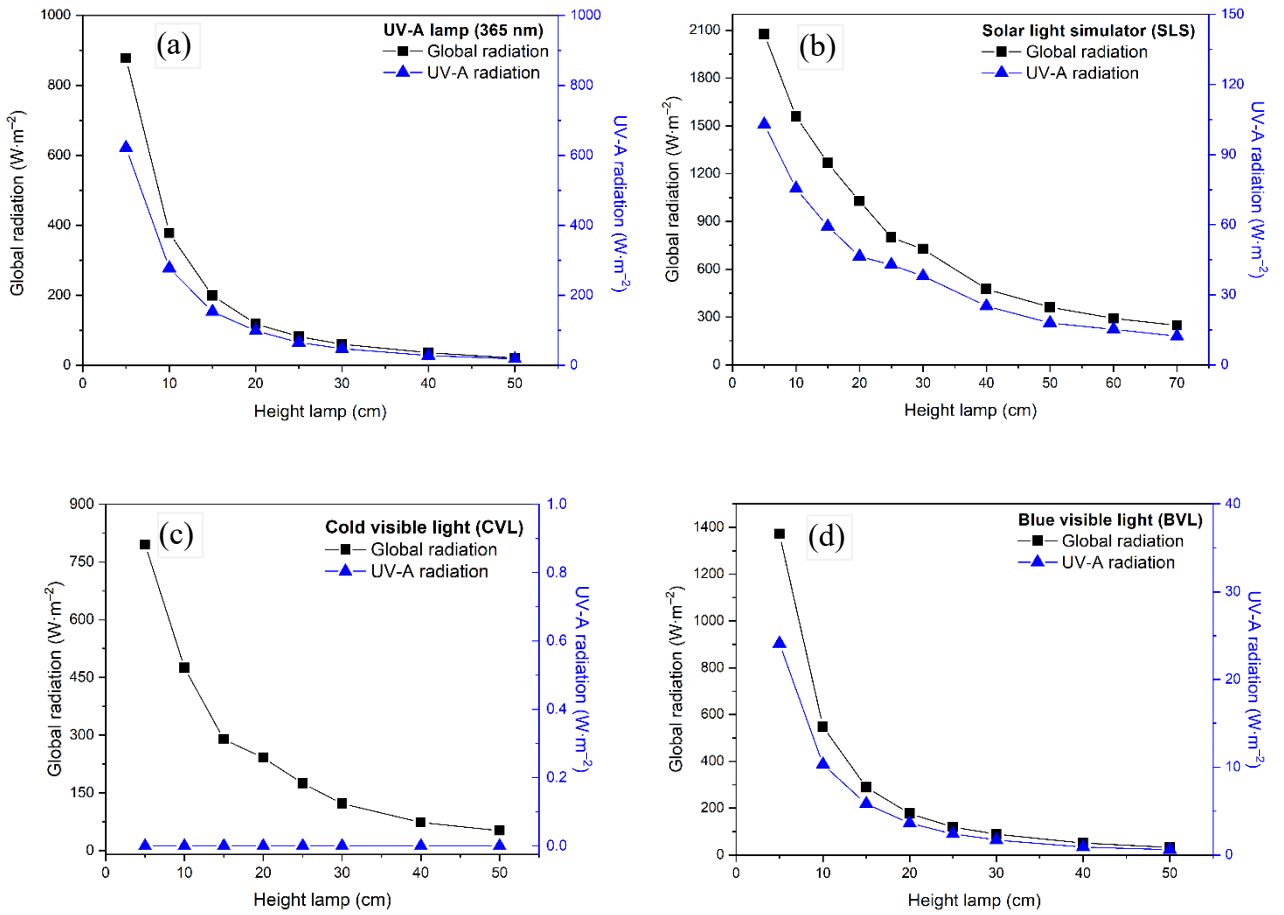 (a)
UV-A lamp (365 nm)
Global radiation
UV-A radiation
1000
800
600
400
200
0
Global radiation (W·m⁻²)
1000
800
600
400
200
0
UV-A radiation (W·m⁻²)
0 10 20 30 40 50
Height lamp (cm)
(b)
Solar light simulator (SLS)
Global radiation
UV-A radiation
2100
1800
1500
1200
900
600
300
0
Global radiation (W·m⁻²)
150
120
90
60
30
0
UV-A radiation (W·m⁻²)
0 10 20 30 40 50 60 70
Height lamp (cm)
(c)
Cold visible light (CVL)
Global radiation
UV-A radiation
900
750
600
450
300
150
0
Global radiation (W·m⁻²)
1.0
0.8
0.6
0.4
0.2
0.0
UV-A radiation (W·m⁻²)
0 10 20 30 40 50
Height lamp (cm)
(d)
Blue visible light (BVL)
Global radiation
UV-A radiation
1400
1200
1000
800
600
400
200
0
Global radiation (W·m⁻²)
40
30
20
10
0
UV-A radiation (W·m⁻²)
0 10 20 30 40 50
Height lamp (cm)